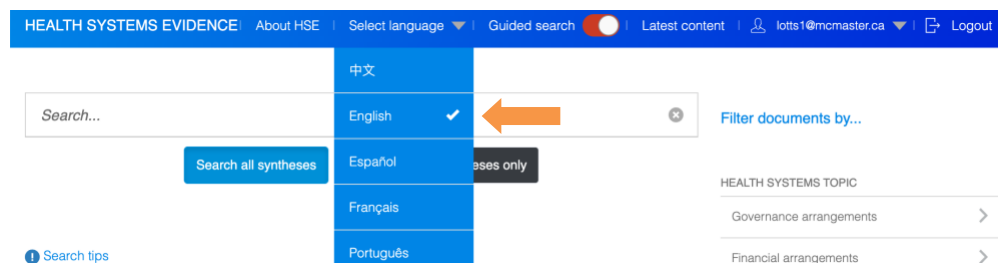 HEALTH SYSTEMS EVIDENCE About HSE Select language Guided search Latest content lotts1@mcmaster.ca Logout
中文
Search...
English
Filter documents by...
Search all syntheses
Español
eses only
HEALTH SYSTEMS TOPIC
Français
Governance arrangements
Search tips
Português
Financial arrangements